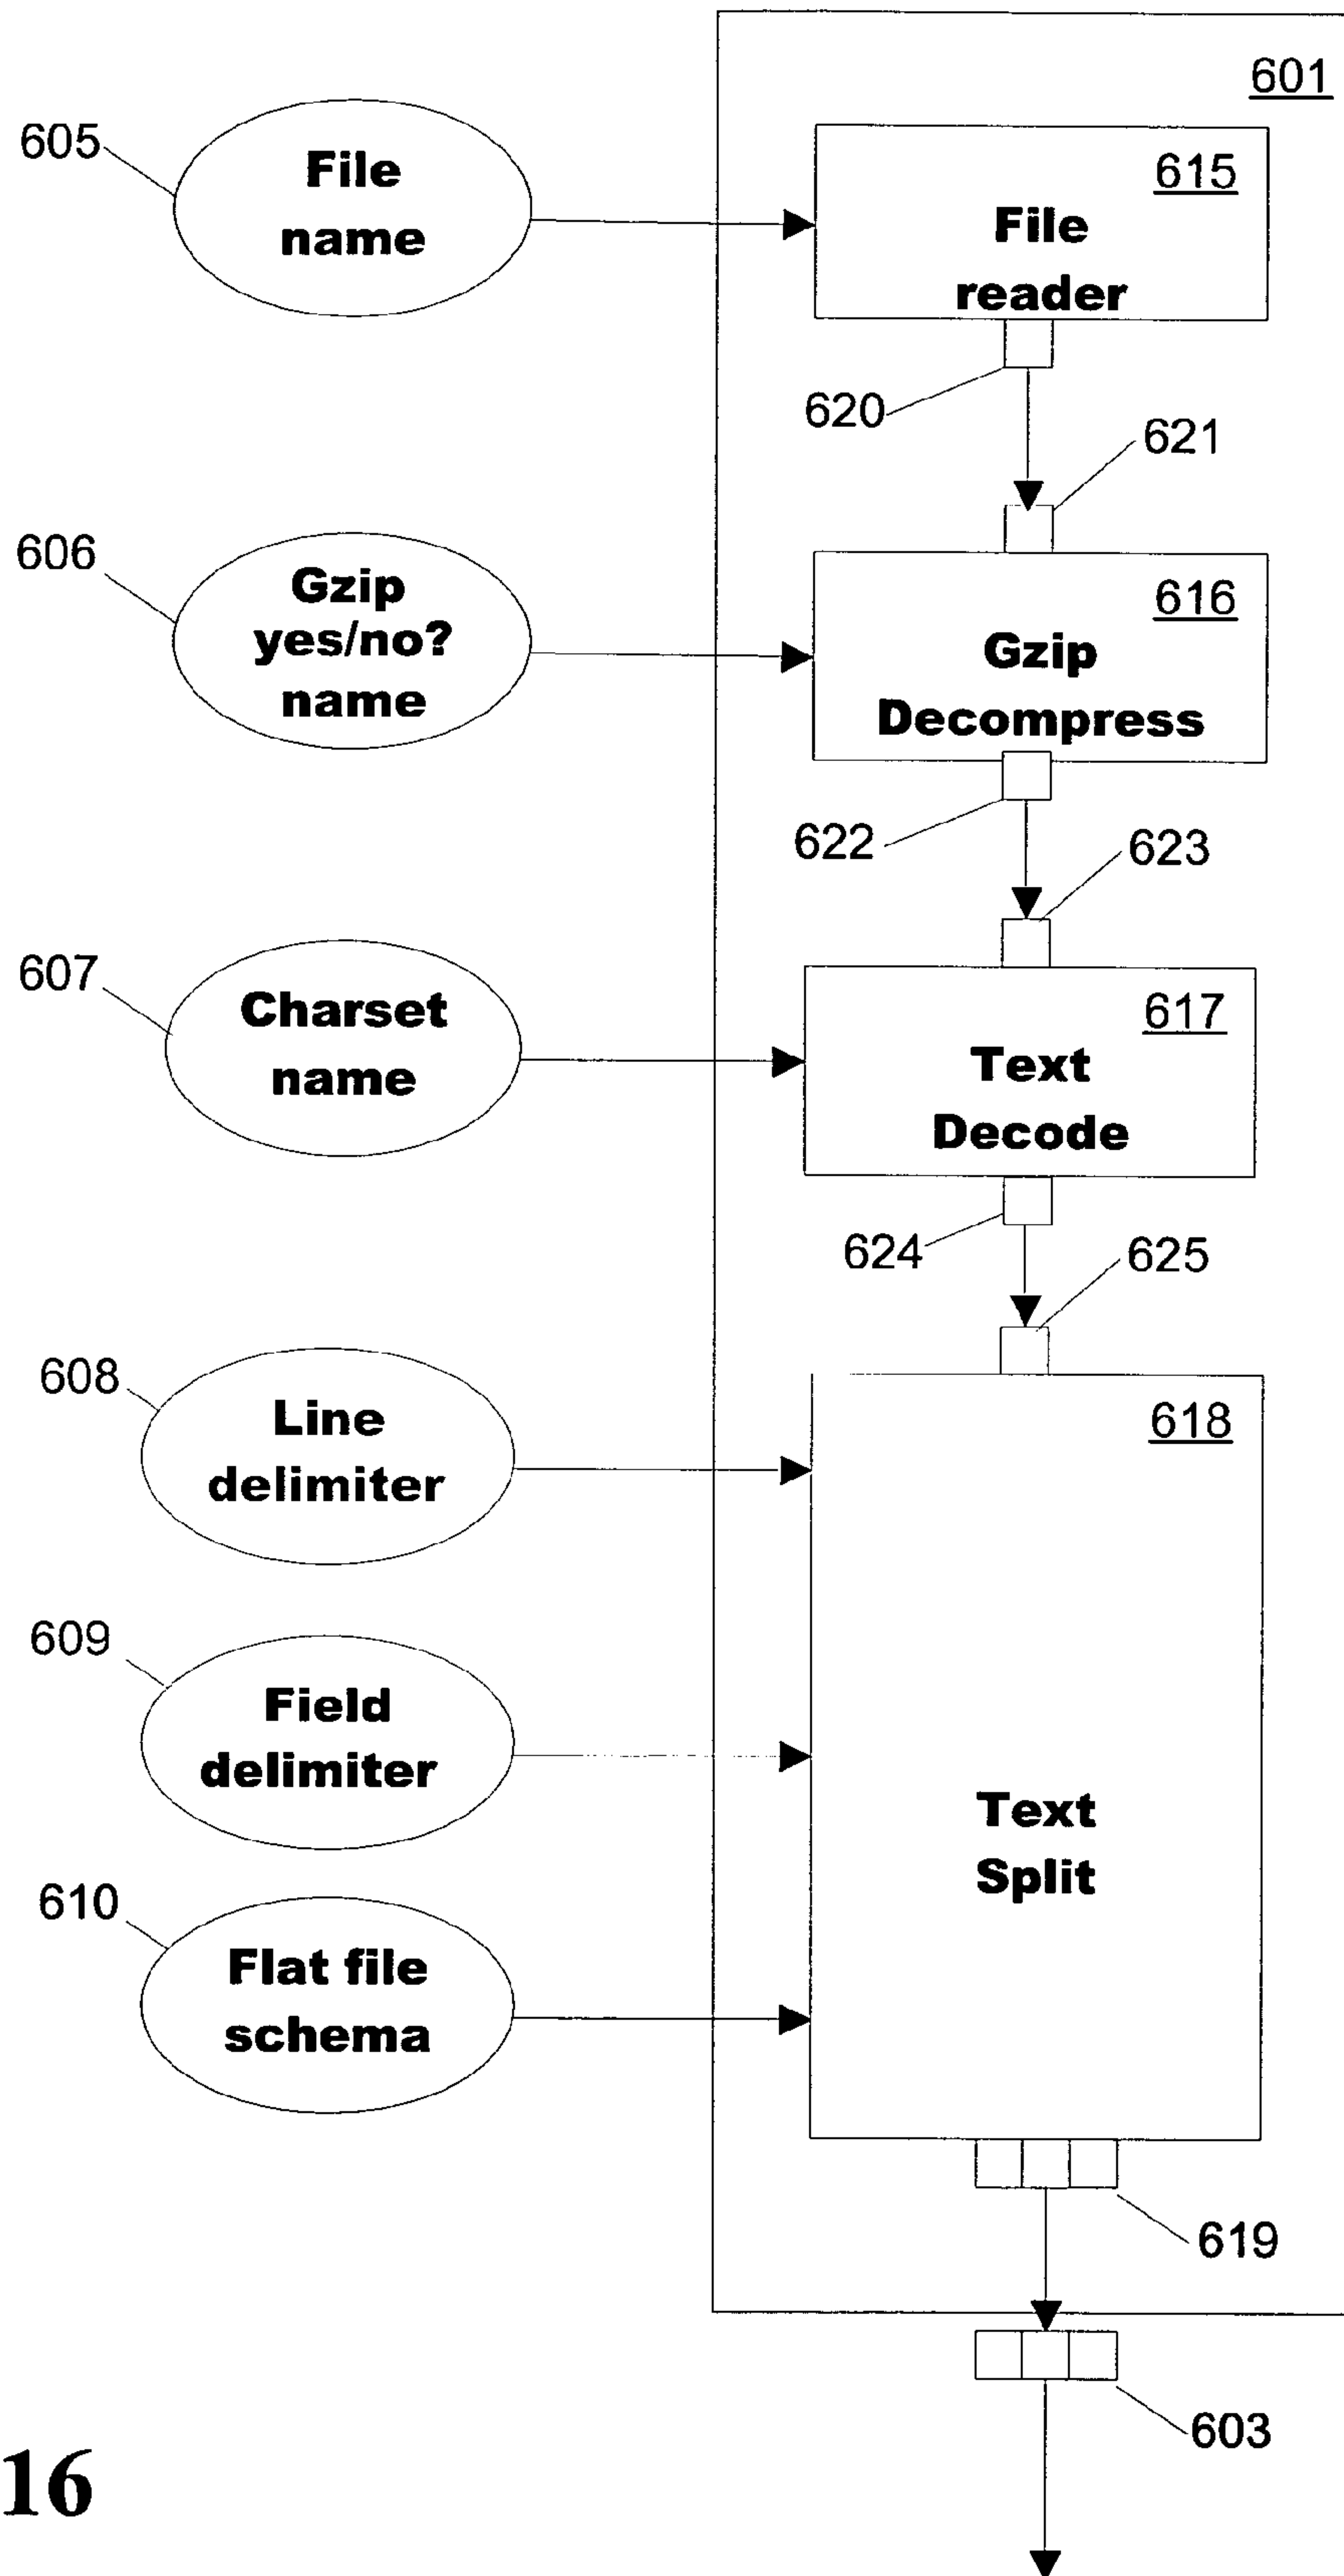 601
605
File
name
615
File
reader
620
621
606
Gzip
yes/no?
name
616
Gzip
Decompress
622
623
607
Charset
name
617
Text
Decode
624
625
608
Line
delimiter
618
609
Field
delimiter
Text
Split
610
Flat file
schema
619
603
16